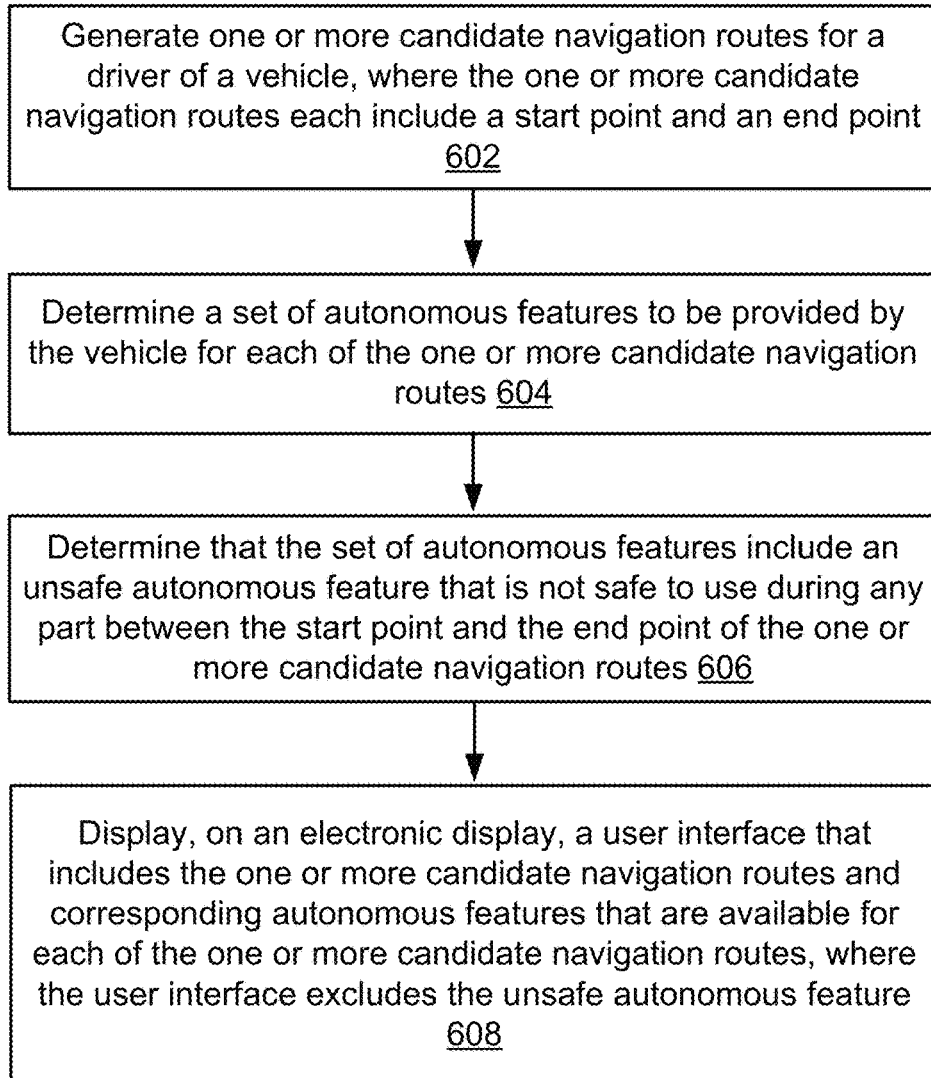 Generate one or more candidate navigation routes for a
driver of a vehicle, where the one or more candidate
navigation routes each include a start point and an end point
602
Determine a set of autonomous features to be provided by
the vehicle for each of the one or more candidate navigation
routes 604
Determine that the set of autonomous features include an
unsafe autonomous feature that is not safe to use during any
part between the start point and the end point of the one or
more candidate navigation routes 606
Display, on an electronic display, a user interface that
includes the one or more candidate navigation routes and
corresponding autonomous features that are available for
each of the one or more candidate navigation routes, where
the user interface excludes the unsafe autonomous feature
608